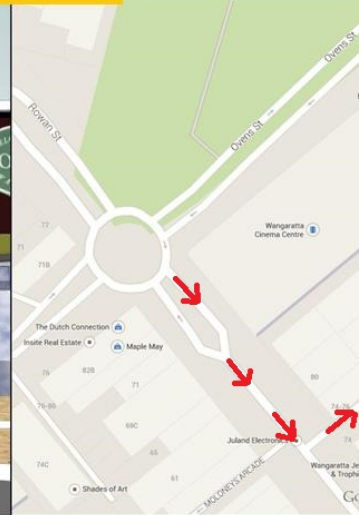 Ovens St
Rowan St
Ovens St
Wangaratta
Cinema Centre
77
71
71B
The Dutch Connection
Insite Real Estate
Maple May
76
82B
71
80
76-80
69C
74-76
Juland Electronics
74
65
74C
61
MOLONEYS ARCADE
Wangaratta Je
& Trophi
Shades of Art
Go